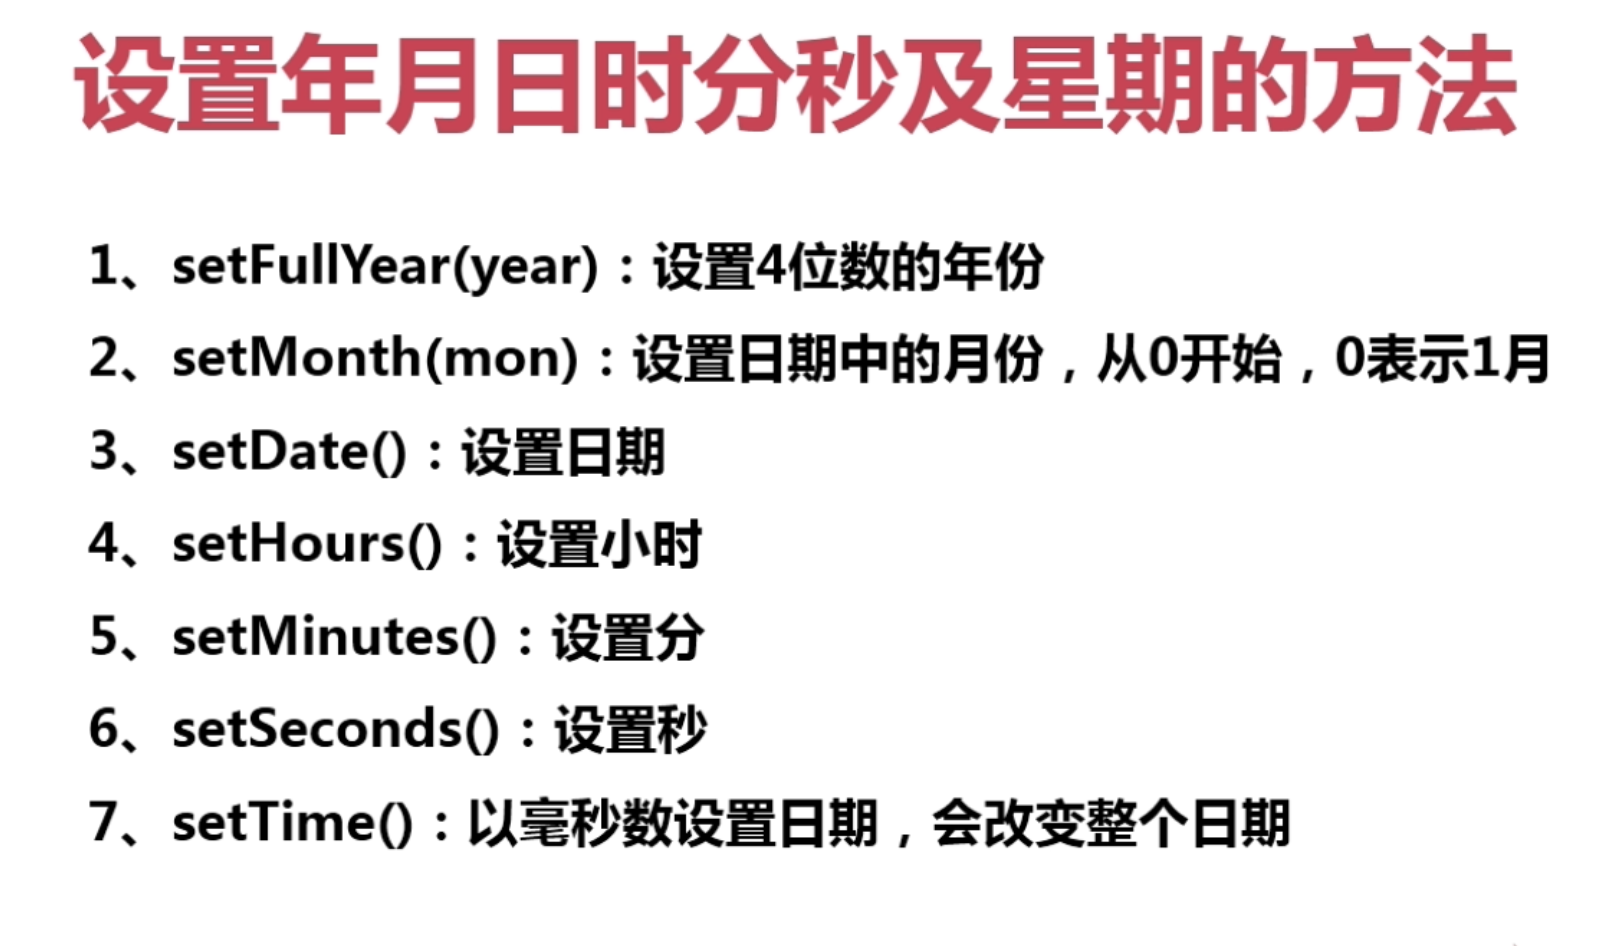 设置年月日时分秒及星期的方法
1、setFullYear(year)：设置4位数的年份
2、setMonth(mon)：设置日期中的月份，从0开始，0表示1月
3、setDate()：设置日期
4、setHours()：设置小时
5、setMinutes()：设置分
6、setSeconds()：设置秒
7、setTime()：以毫秒数设置日期，会改变整个日期